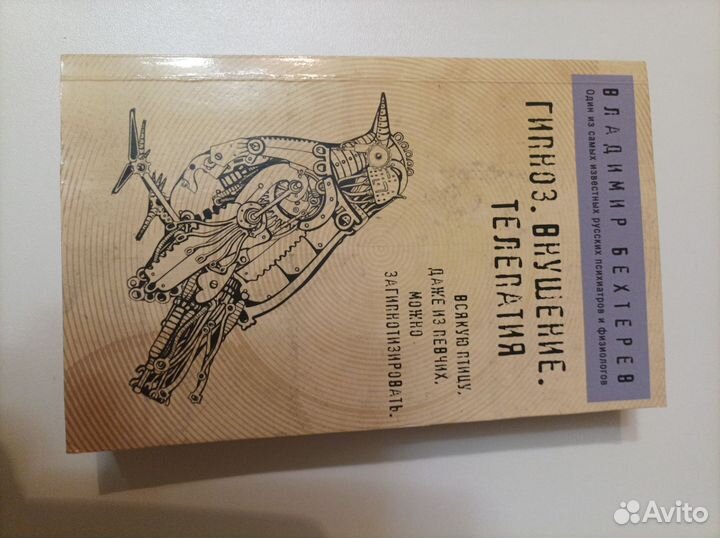 ВЛАДИМИР БЕХТЕРЕВ
Один из самых известных русских психиатров и физиологов
ГИПНОЗ. ВНУШЕНИЕ.
ТЕЛЕПАТИЯ
ВСЯКУЮ ПТИЦУ,
ДАЖЕ ИЗ ПЕВЧИХ,
МОЖНО
ЗАГИПНОТИЗИРОВАТЬ.
Avito